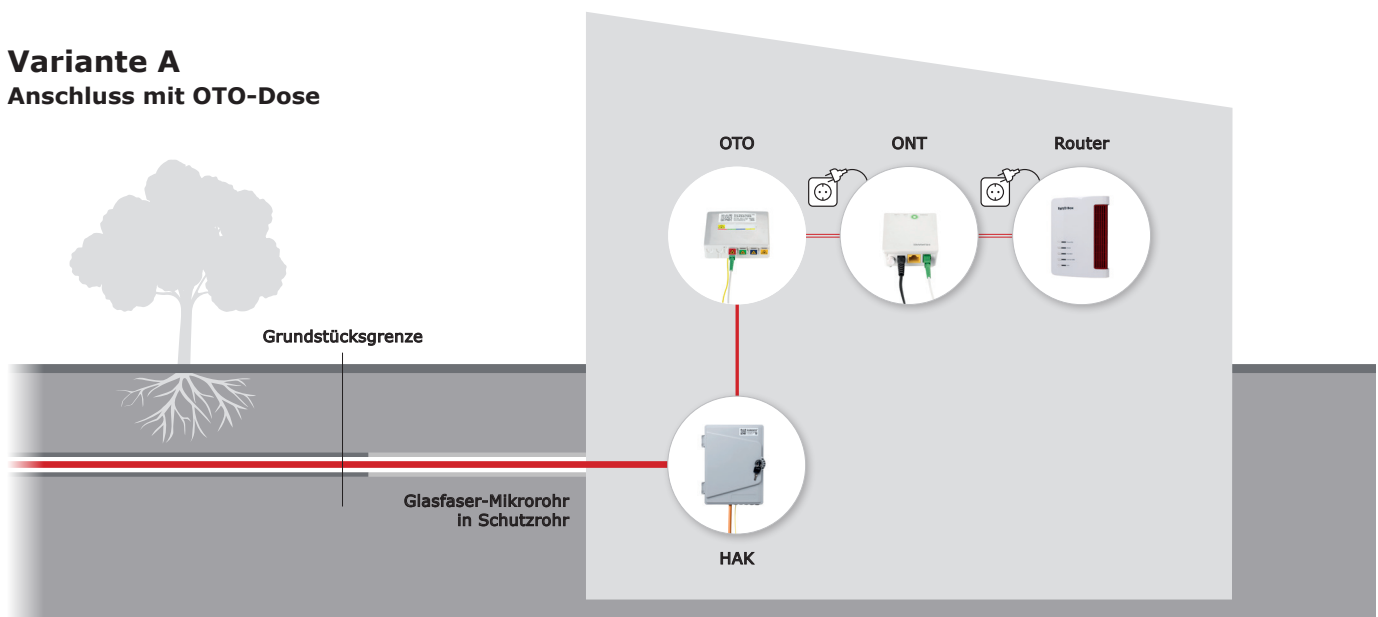 Variante A
Anschluss mit OTO-Dose
OTO
ONT
Router
Grundstücksgrenze
Glasfaser-Mikrorohr
in Schutzrohr
HAK